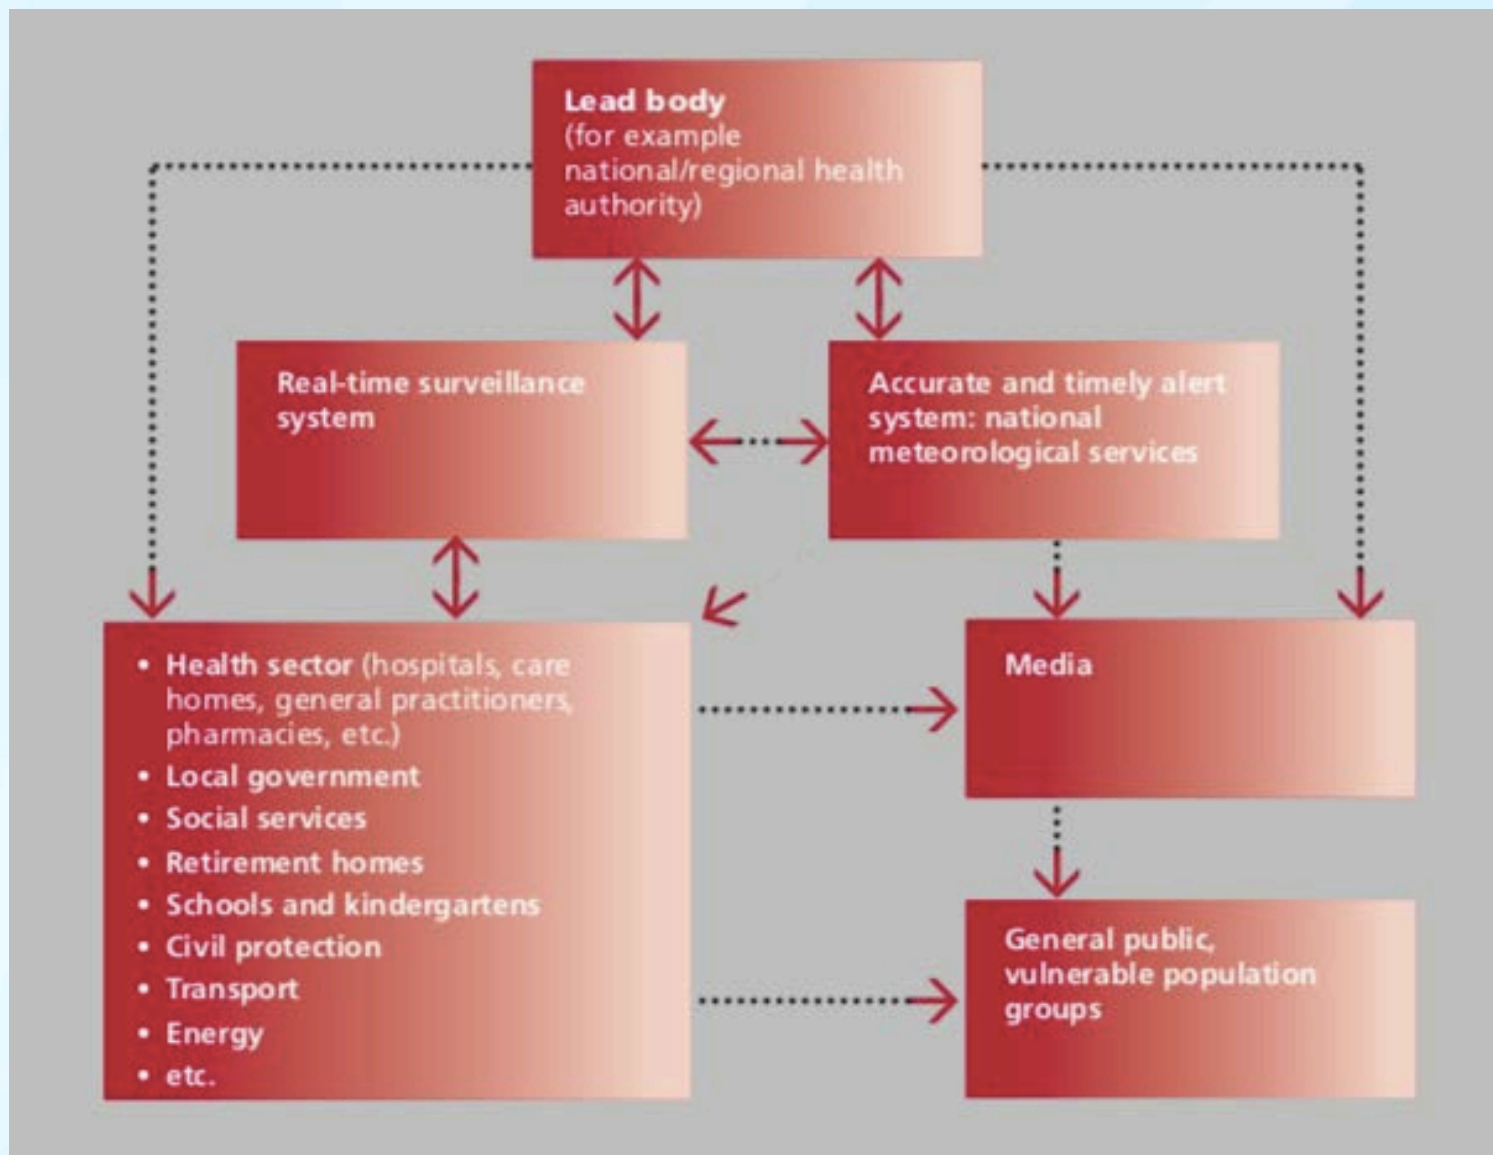 Lead body
(for example
national/regional health
authority)
Real-time surveillance
system
Accurate and timely alert
system: national
meteorological services
• Health sector (hospitals, care
homes, general practitioners,
pharmacies, etc.)
• Local government
• Social services
• Retirement homes
• Schools and kindergartens
• Civil protection
• Transport
• Energy
• etc.
Media
General public,
vulnerable population
groups